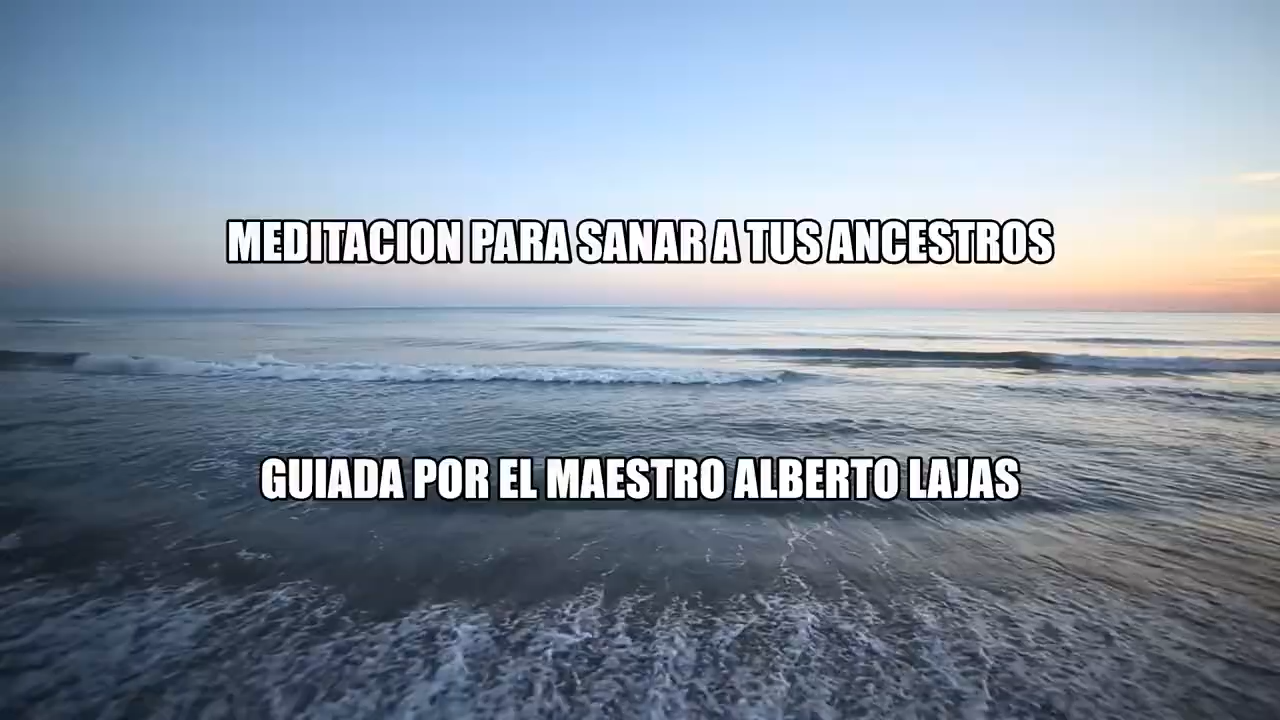 MEDITACION PARA SANAR A TUS ANCESTROS
GUIADA POR EL MAESTRO ALBERTO LAJAS